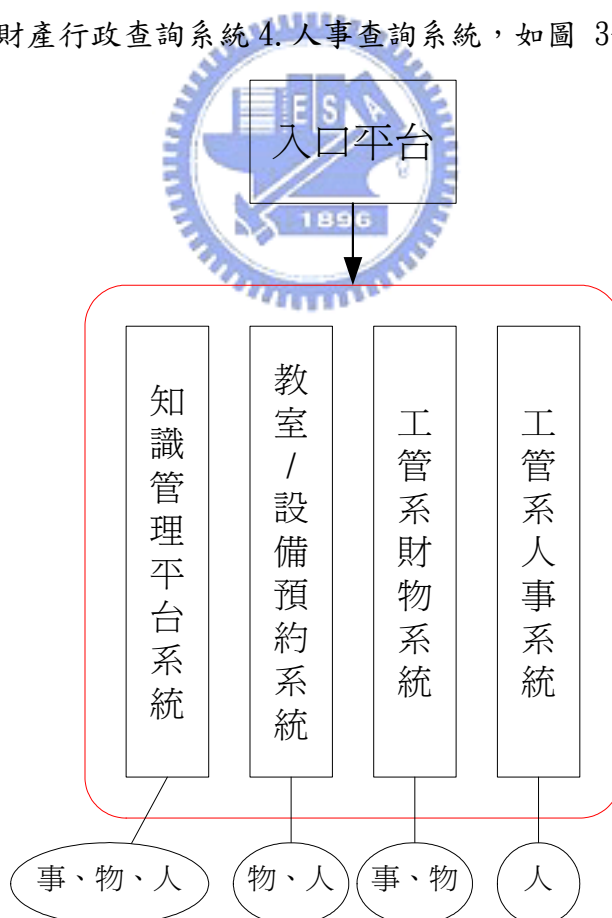 財產行政查詢系統 4.人事查詢系統，如圖 3
ESA
入口平台
1896
知識管理平台系統
教室/設備預約系統
工管系財物系統
工管系人事系統
事、物、人
物、人
事、物
人